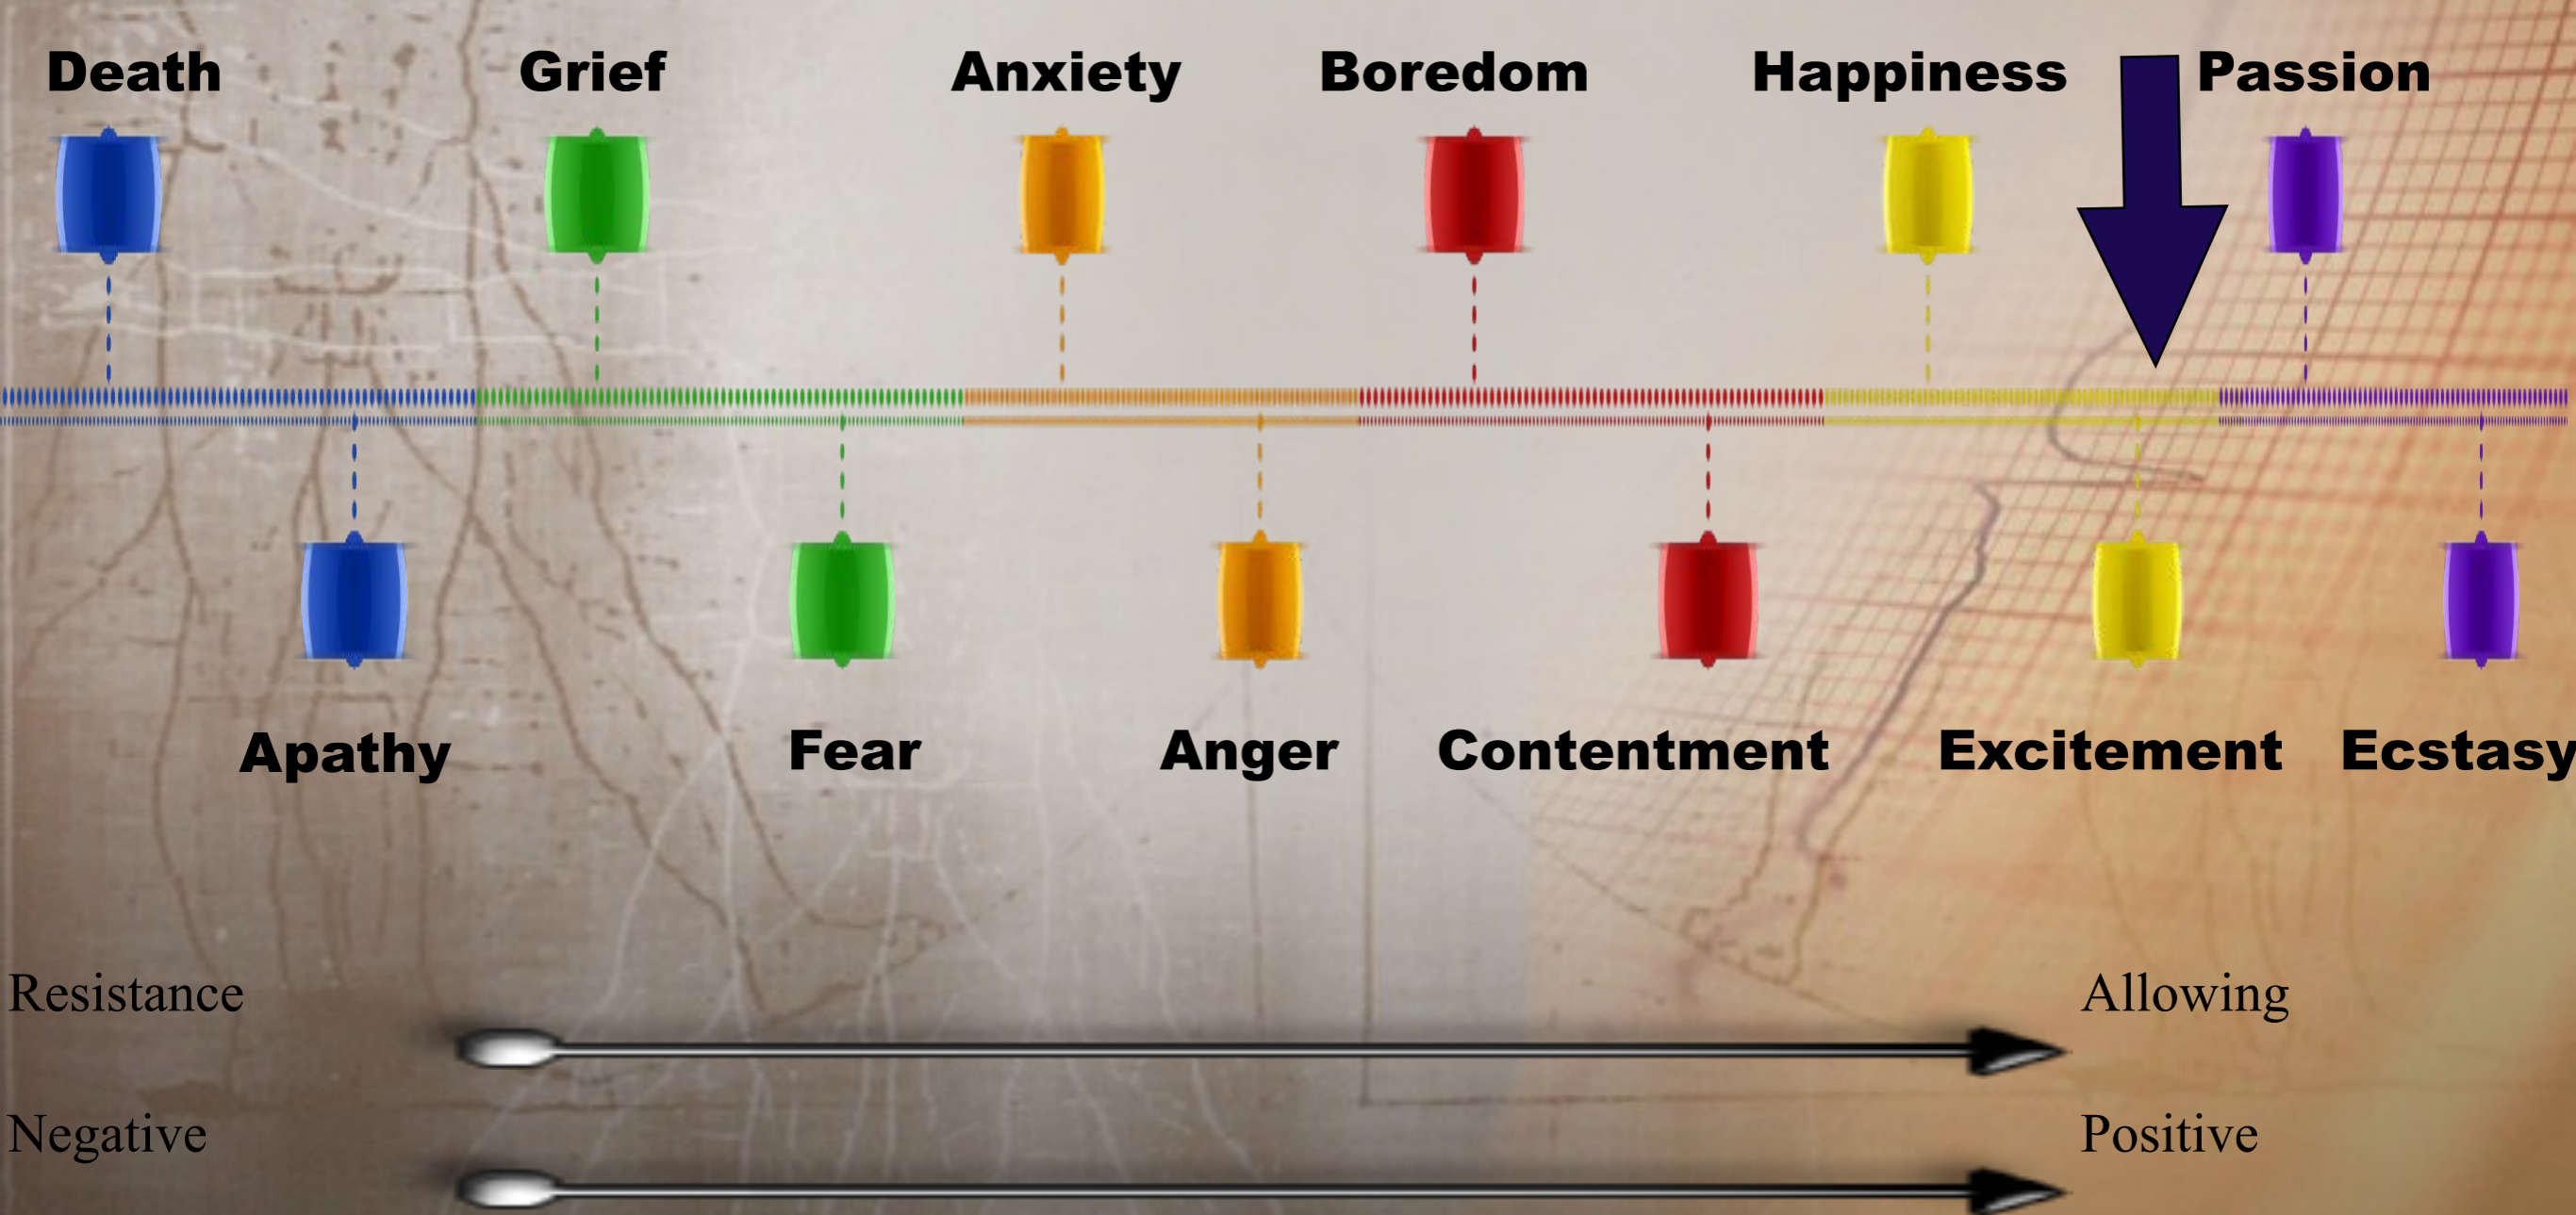 Death Grief Anxiety Boredom Happiness Passion
Apathy Fear Anger Contentment Excitement Ecstasy
Resistance Allowing
Negative Positive